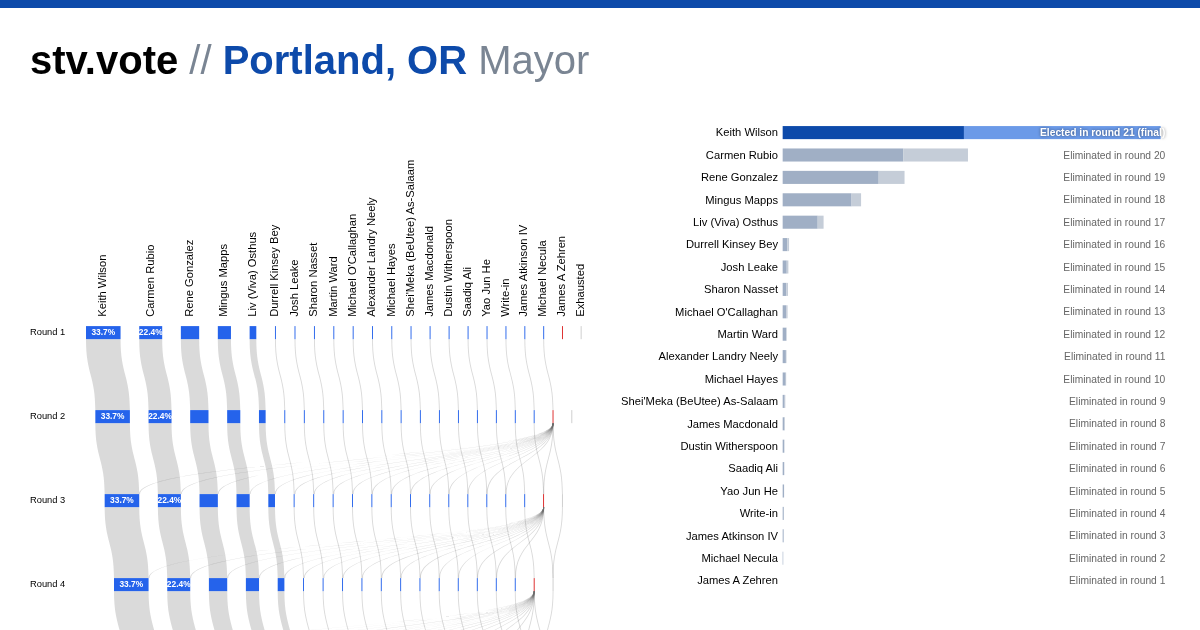 stv.vote // Portland, OR Mayor
Keith Wilson
Carmen Rubio
Rene Gonzalez
Mingus Mapps
Liv (Viva) Osthus
Durrell Kinsey Bey
Josh Leake
Sharon Nasset
Martin Ward
Michael O'Callaghan
Alexander Landry Neely
Michael Hayes
Shei'Meka (BeUtee) As-Salaam
James Macdonald
Dustin Witherspoon
Saadiq Ali
Yao Jun He
Write-in
James Atkinson IV
Michael Necula
James A Zehren
Exhausted
Round 1 33.7% 22.4%
Round 2 33.7% 22.4%
Round 3 33.7% 22.4%
Round 4 33.7% 22.4%
Keith Wilson Elected in round 21 (final)
Carmen Rubio Eliminated in round 20
Rene Gonzalez Eliminated in round 19
Mingus Mapps Eliminated in round 18
Liv (Viva) Osthus Eliminated in round 17
Durrell Kinsey Bey Eliminated in round 16
Josh Leake Eliminated in round 15
Sharon Nasset Eliminated in round 14
Michael O'Callaghan Eliminated in round 13
Martin Ward Eliminated in round 12
Alexander Landry Neely Eliminated in round 11
Michael Hayes Eliminated in round 10
Shei'Meka (BeUtee) As-Salaam Eliminated in round 9
James Macdonald Eliminated in round 8
Dustin Witherspoon Eliminated in round 7
Saadiq Ali Eliminated in round 6
Yao Jun He Eliminated in round 5
Write-in Eliminated in round 4
James Atkinson IV Eliminated in round 3
Michael Necula Eliminated in round 2
James A Zehren Eliminated in round 1